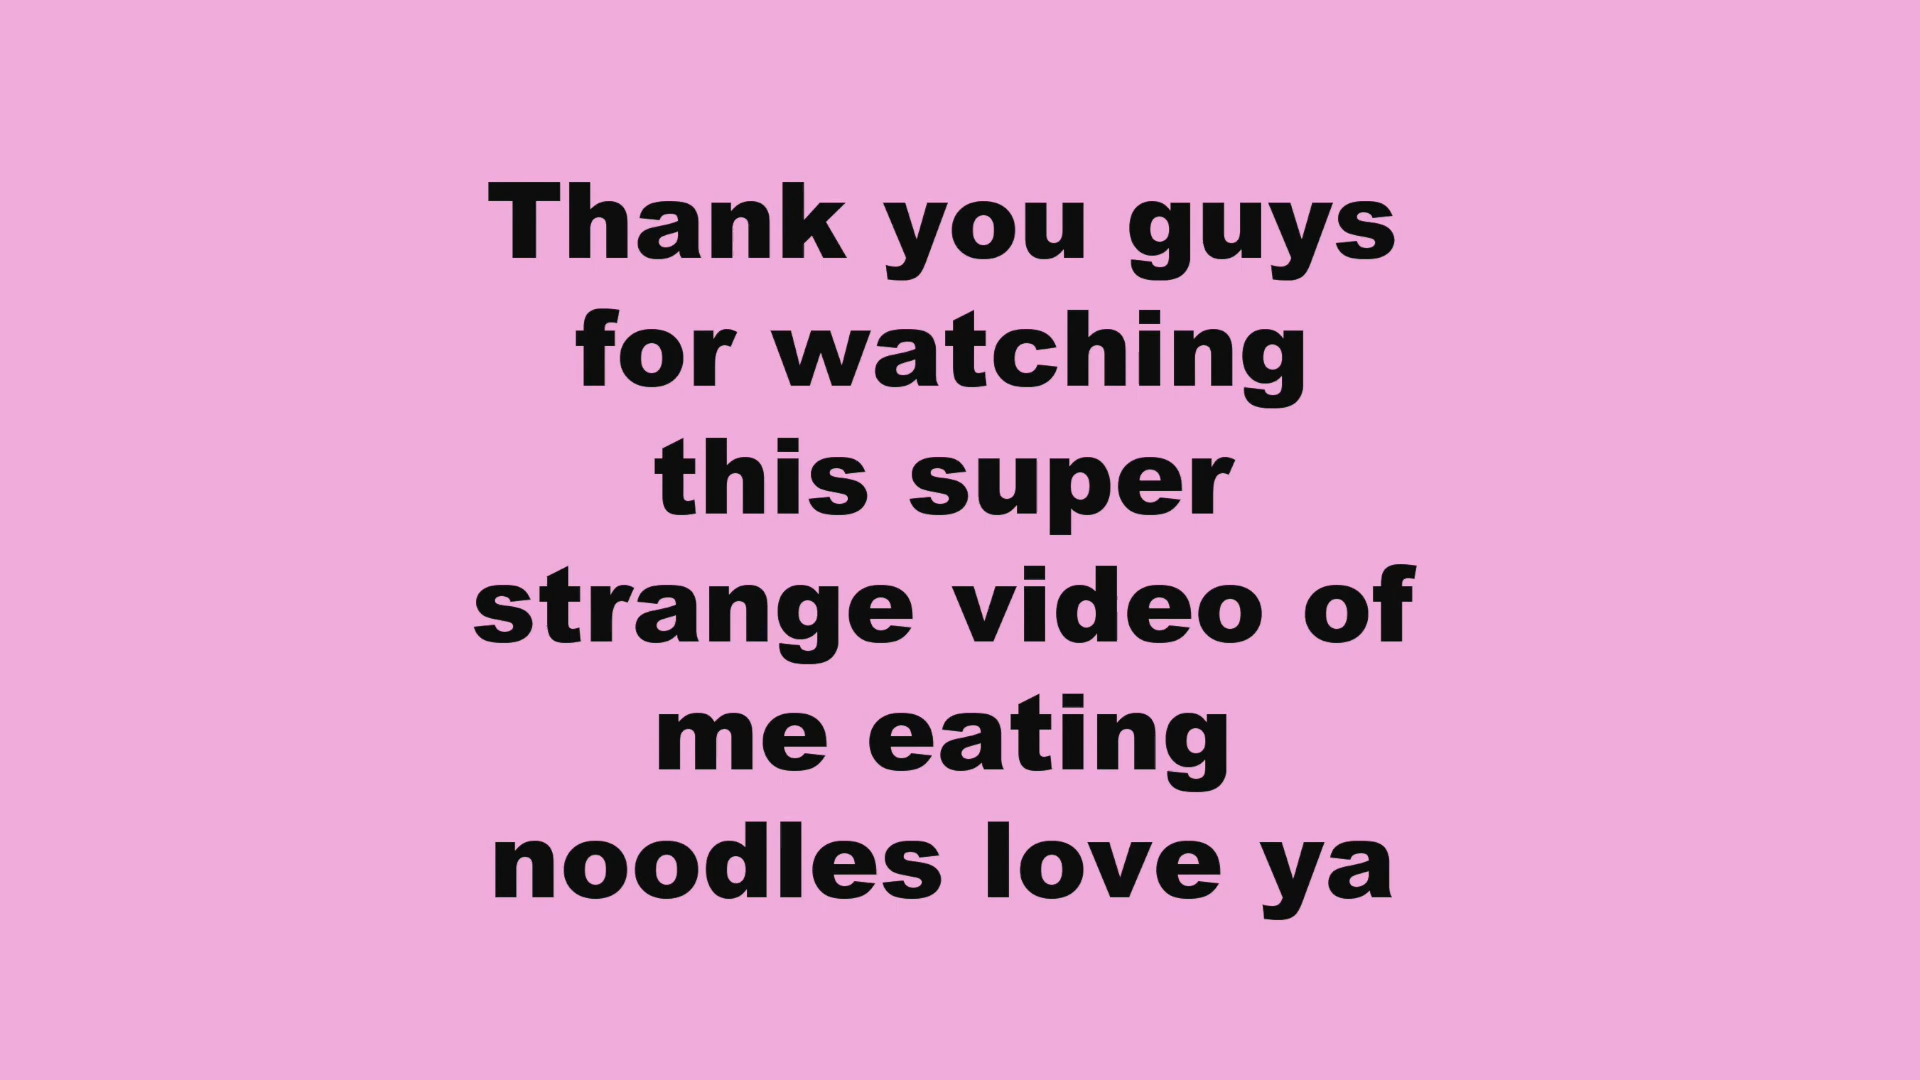 Thank you guys
for watching
this super
strange video of
me eating
noodles love ya